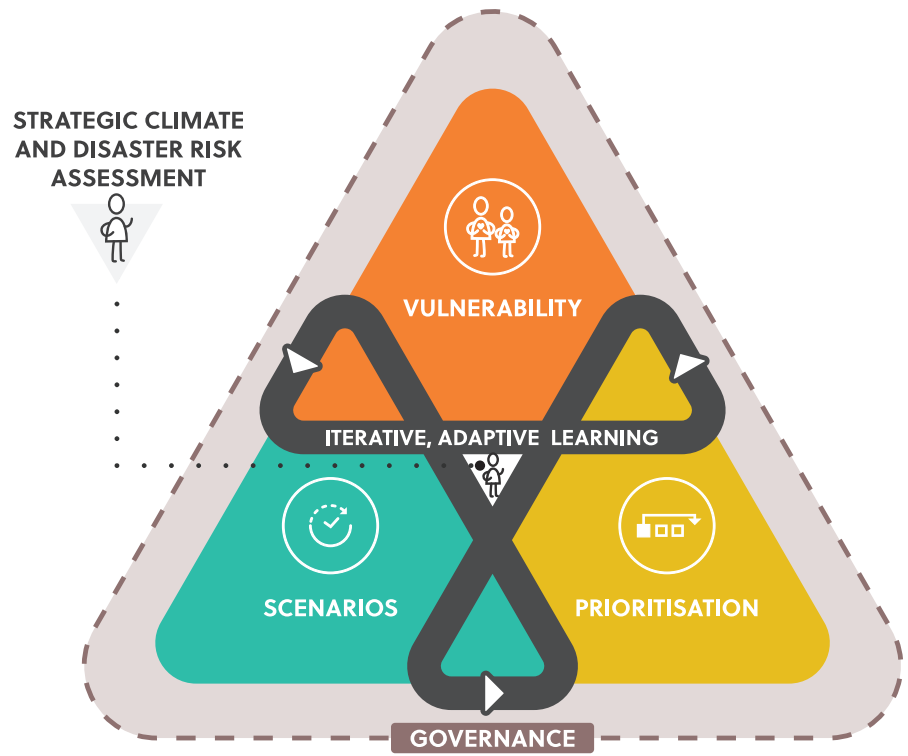 STRATEGIC CLIMATE
AND DISASTER RISK
ASSESSMENT
VULNERABILITY
ITERATIVE, ADAPTIVE LEARNING
SCENARIOS
PRIORITISATION
GOVERNANCE